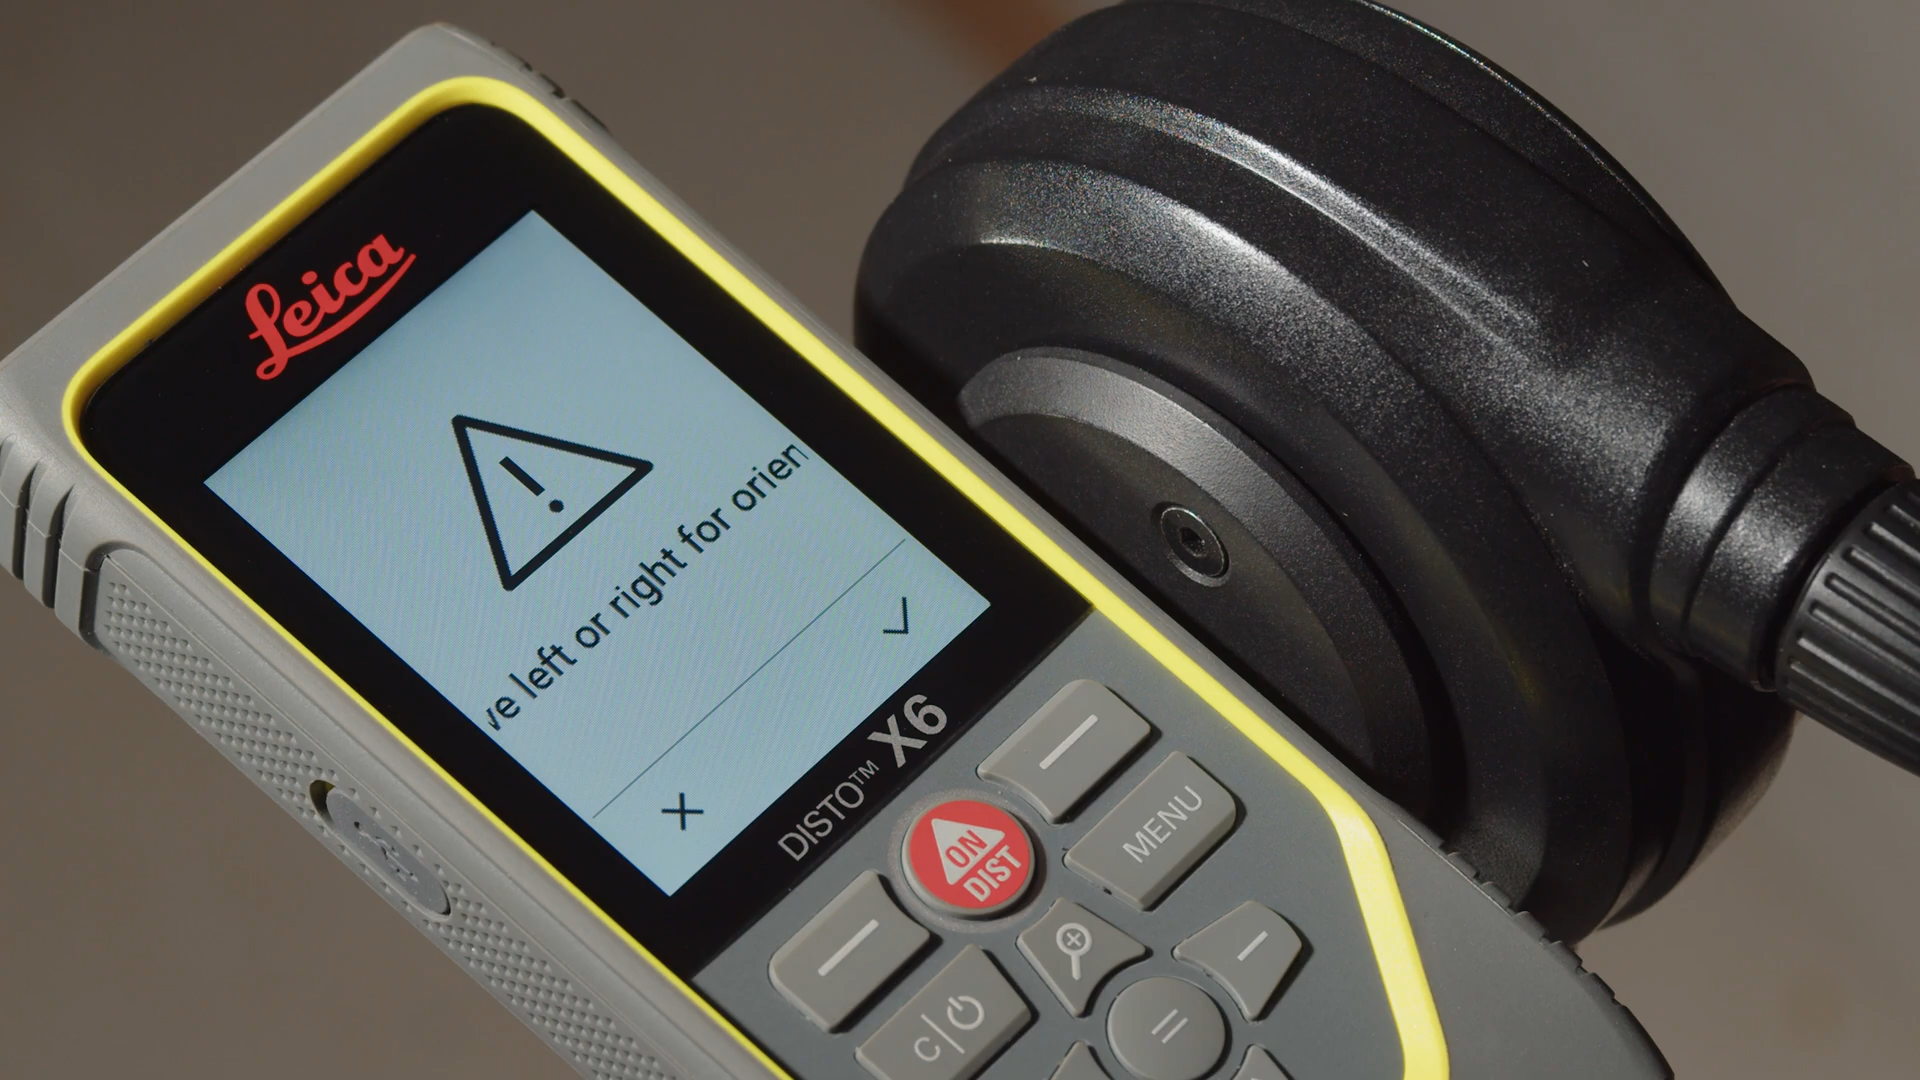 Leica
ve left or right for orien
DISTO™ X6
ON
DIST
MENU
C